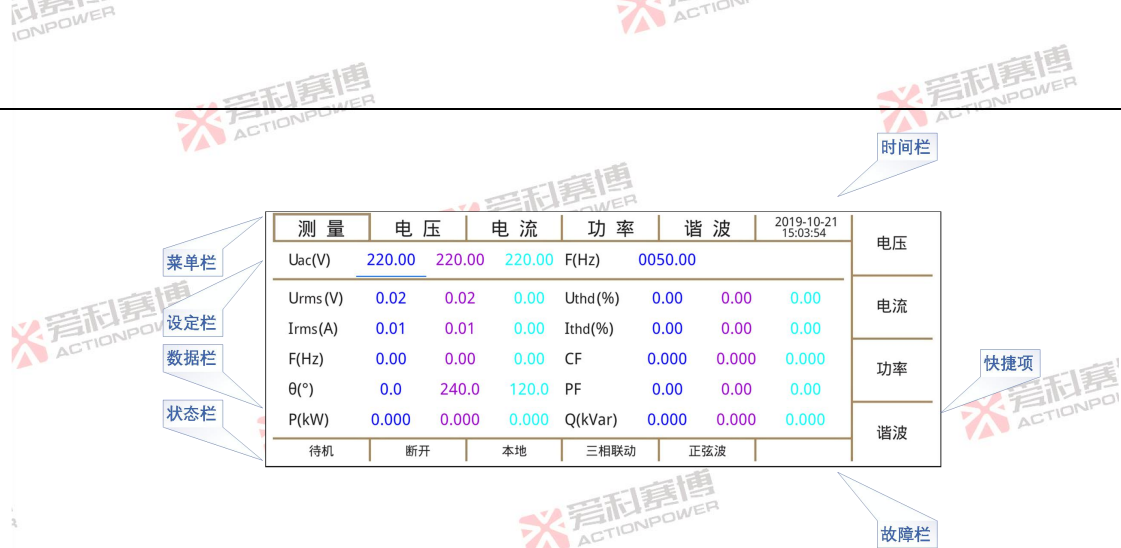 爱科赛博
ACTIONPOWER
时间栏
测 量 电 压 电 流 功 率 谐 波 2019-10-21 15:03:54 电压
菜单栏 Uac(V) 220.00 220.00 220.00 F(Hz) 0050.00
设定栏 Urms(V) 0.02 0.02 0.00 Uthd(%) 0.00 0.00 0.00 电流
Irms(A) 0.01 0.01 0.00 Ithd(%) 0.00 0.00 0.00
数据栏 F(Hz) 0.00 0.00 0.00 CF 0.000 0.000 0.000 功率 快捷项
θ(°) 0.0 240.0 120.0 PF 0.00 0.00 0.00
状态栏 P(kW) 0.000 0.000 0.000 Q(kVar) 0.000 0.000 0.000 谐波
待机 断开 本地 三相联动 正弦波
故障栏